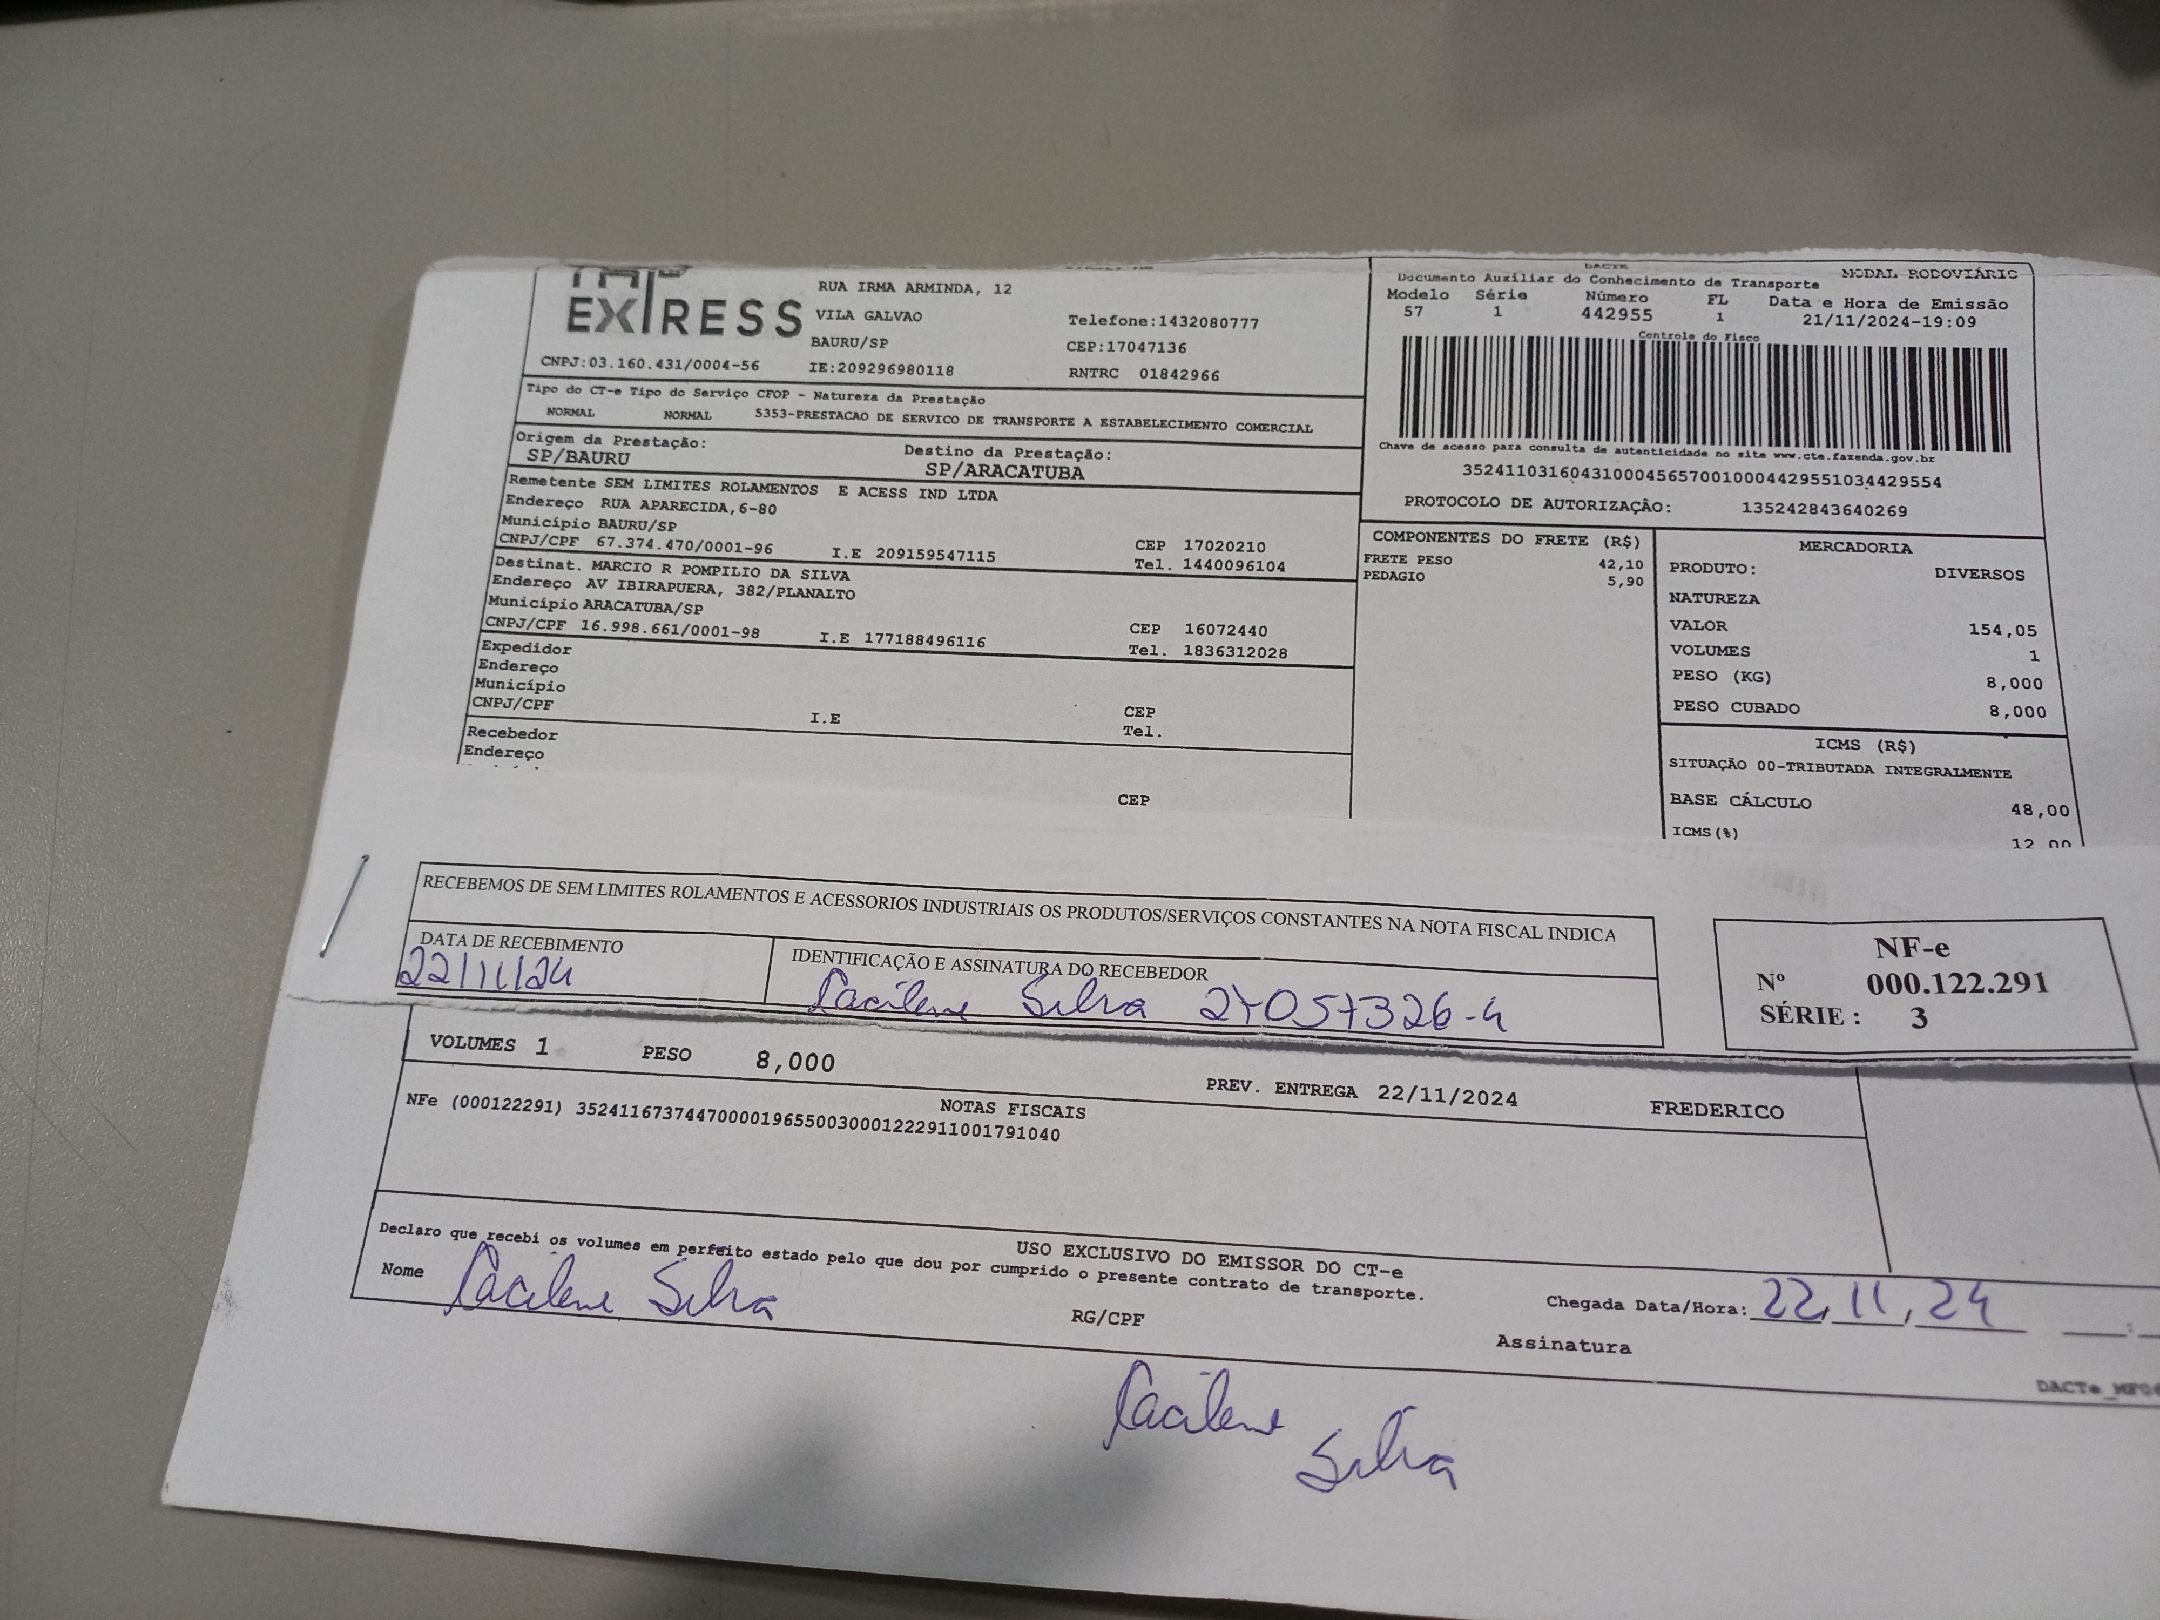 EXPRESS
RUA IRMA ARMINDA, 12
VILA GALVAO
Telefone:1432080777
BAURU/SP
CEP:17047136
CNPJ:03.160.431/0004-56 IE:209296980118 RNTRC 01842966
Tipo do CT-e Tipo do Serviço CFOP - Natureza da Prestação
NORMAL NORMAL 5353-PRESTACAO DE SERVICO DE TRANSPORTE A ESTABELECIMENTO COMERCIAL
Origem da Prestação: Destino da Prestação:
SP/BAURU SP/ARACATUBA
Remetente SEM LIMITES ROLAMENTOS E ACESS IND LTDA
Endereço RUA APARECIDA,6-80
Município BAURU/SP CEP 17020210
CNPJ/CPF 67.374.470/0001-96 I.E 209159547115 Tel. 1440096104
Destinat. MARCIO R POMPILIO DA SILVA
Endereço AV IBIRAPUERA, 382/PLANALTO
Município ARACATUBA/SP CEP 16072440
CNPJ/CPF 16.998.661/0001-98 I.E 177188496116 Tel. 1836312028
Expedidor
Endereço
Município CEP
CNPJ/CPF I.E Tel.
Recebedor
Endereço
CEP
DACTE
Documento Auxiliar do Conhecimento de Transporte MODAL RODOVIÁRIO
Modelo Série Número FL Data e Hora de Emissão
57 1 442955 1 21/11/2024-19:09
Controle do Fisco
Chave de acesso para consulta de autenticidade no site www.cte.fazenda.gov.br
35241103160431000456570010004429551034429554
PROTOCOLO DE AUTORIZAÇÃO: 135242843640269
COMPONENTES DO FRETE (R$)
FRETE PESO 42,10
PEDAGIO 5,90
MERCADORIA
PRODUTO: DIVERSOS
NATUREZA
VALOR 154,05
VOLUMES 1
PESO (KG) 8,000
PESO CUBADO 8,000
ICMS (R$)
SITUAÇÃO 00-TRIBUTADA INTEGRALMENTE
BASE CÁLCULO 48,00
ICMS(%) 12,00
RECEBEMOS DE SEM LIMITES ROLAMENTOS E ACESSORIOS INDUSTRIAIS OS PRODUTOS/SERVIÇOS CONSTANTES NA NOTA FISCAL INDICA
DATA DE RECEBIMENTO IDENTIFICAÇÃO E ASSINATURA DO RECEBEDOR
22/11/24 Silva 27057326-4
NF-e
Nº 000.122.291
SÉRIE : 3
VOLUMES 1 PESO 8,000 PREV. ENTREGA 22/11/2024 FREDERICO
NOTAS FISCAIS
NFe (000122291) 35241167374470000196550030001222911001791040
USO EXCLUSIVO DO EMISSOR DO CT-e
Declaro que recebi os volumes em perfeito estado pelo que dou por cumprido o presente contrato de transporte.
Nome Silva RG/CPF Assinatura Chegada Data/Hora: 22, 11, 24
Silva